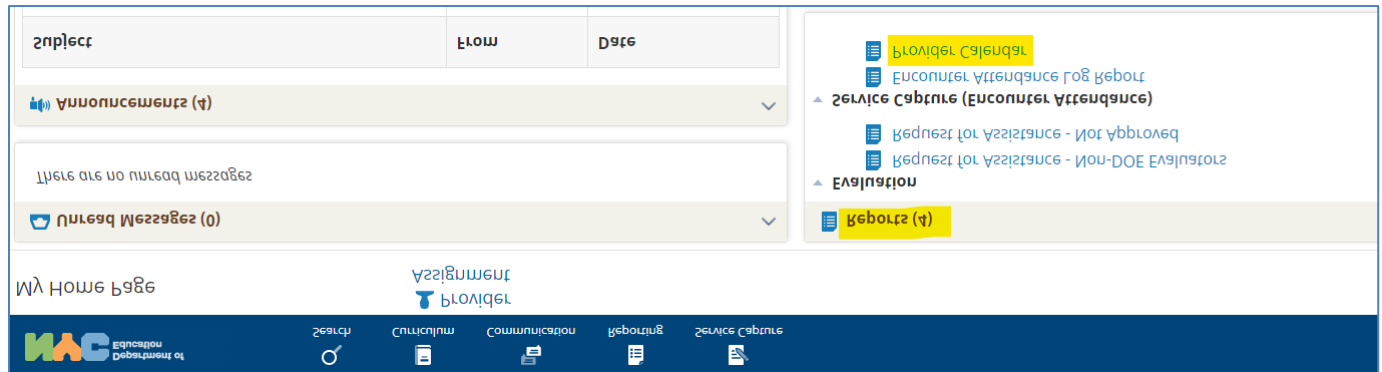 NYC Department of
Education
Search Curriculum Communication Reporting Service Capture
My Home Page
Provider
Assignment
Unread Messages (0)
There are no unread messages
Announcements (4)
Subject From Date
Reports (4)
Evaluation
Request for Assistance - Non-DOE Evaluators
Request for Assistance - Not Approved
Service Capture (Encounter Attendance)
Encounter Attendance Log Report
Provider Calendar